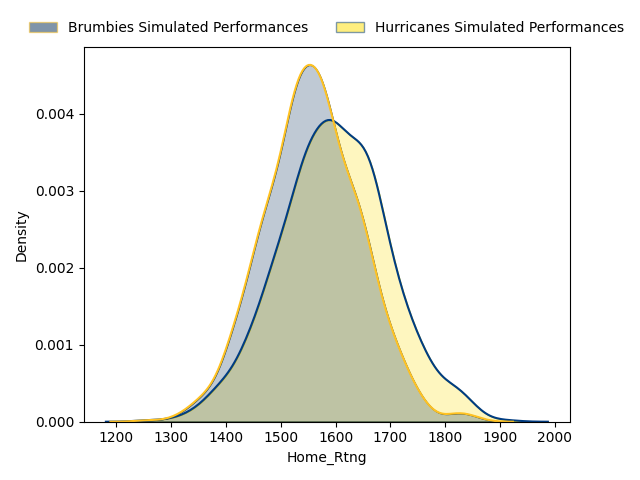 Brumbies Simulated Performances Hurricanes Simulated Performances
0.004
0.003
0.002
0.001
0.000
Density
1200 1300 1400 1500 1600 1700 1800 1900 2000
Home_Rtng